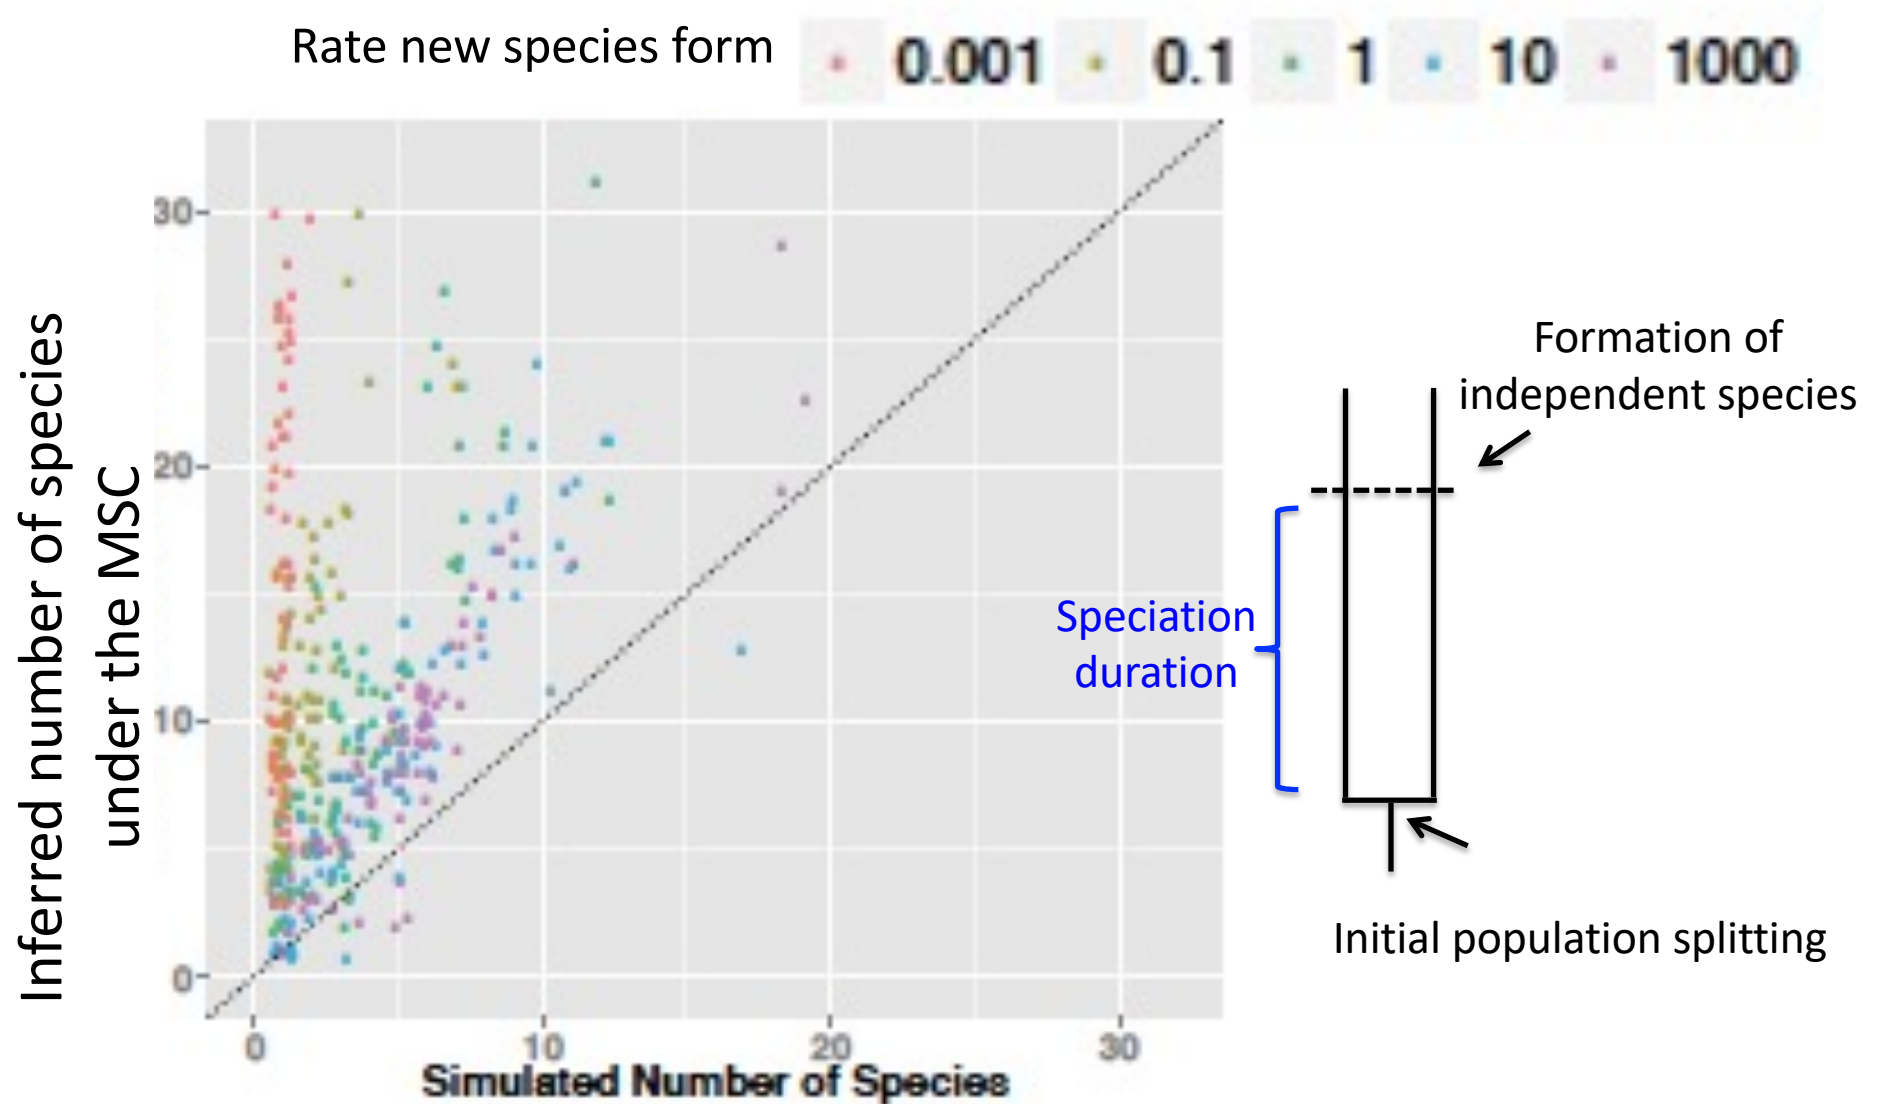 Rate new species form 0.001 0.1 1 10 1000
Inferred number of species
under the MSC
30
20
10
0
0 10 20 30
Simulated Number of Species
Formation of
independent species
Speciation
duration
Initial population splitting